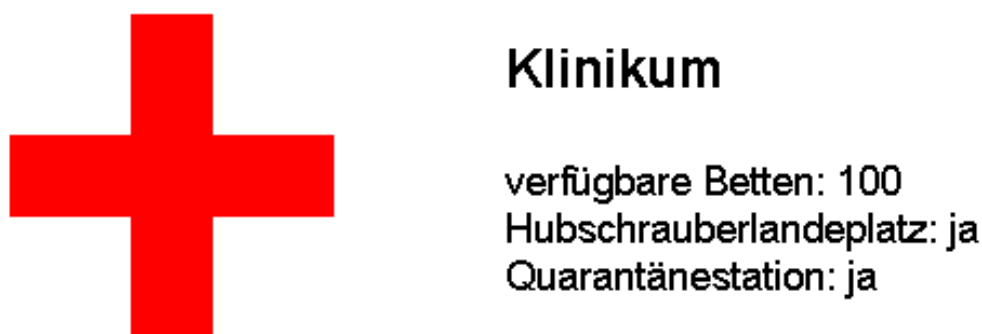 Klinikum
verfügbare Betten: 100
Hubschrauberlandeplatz: ja
Quarantänestation: ja